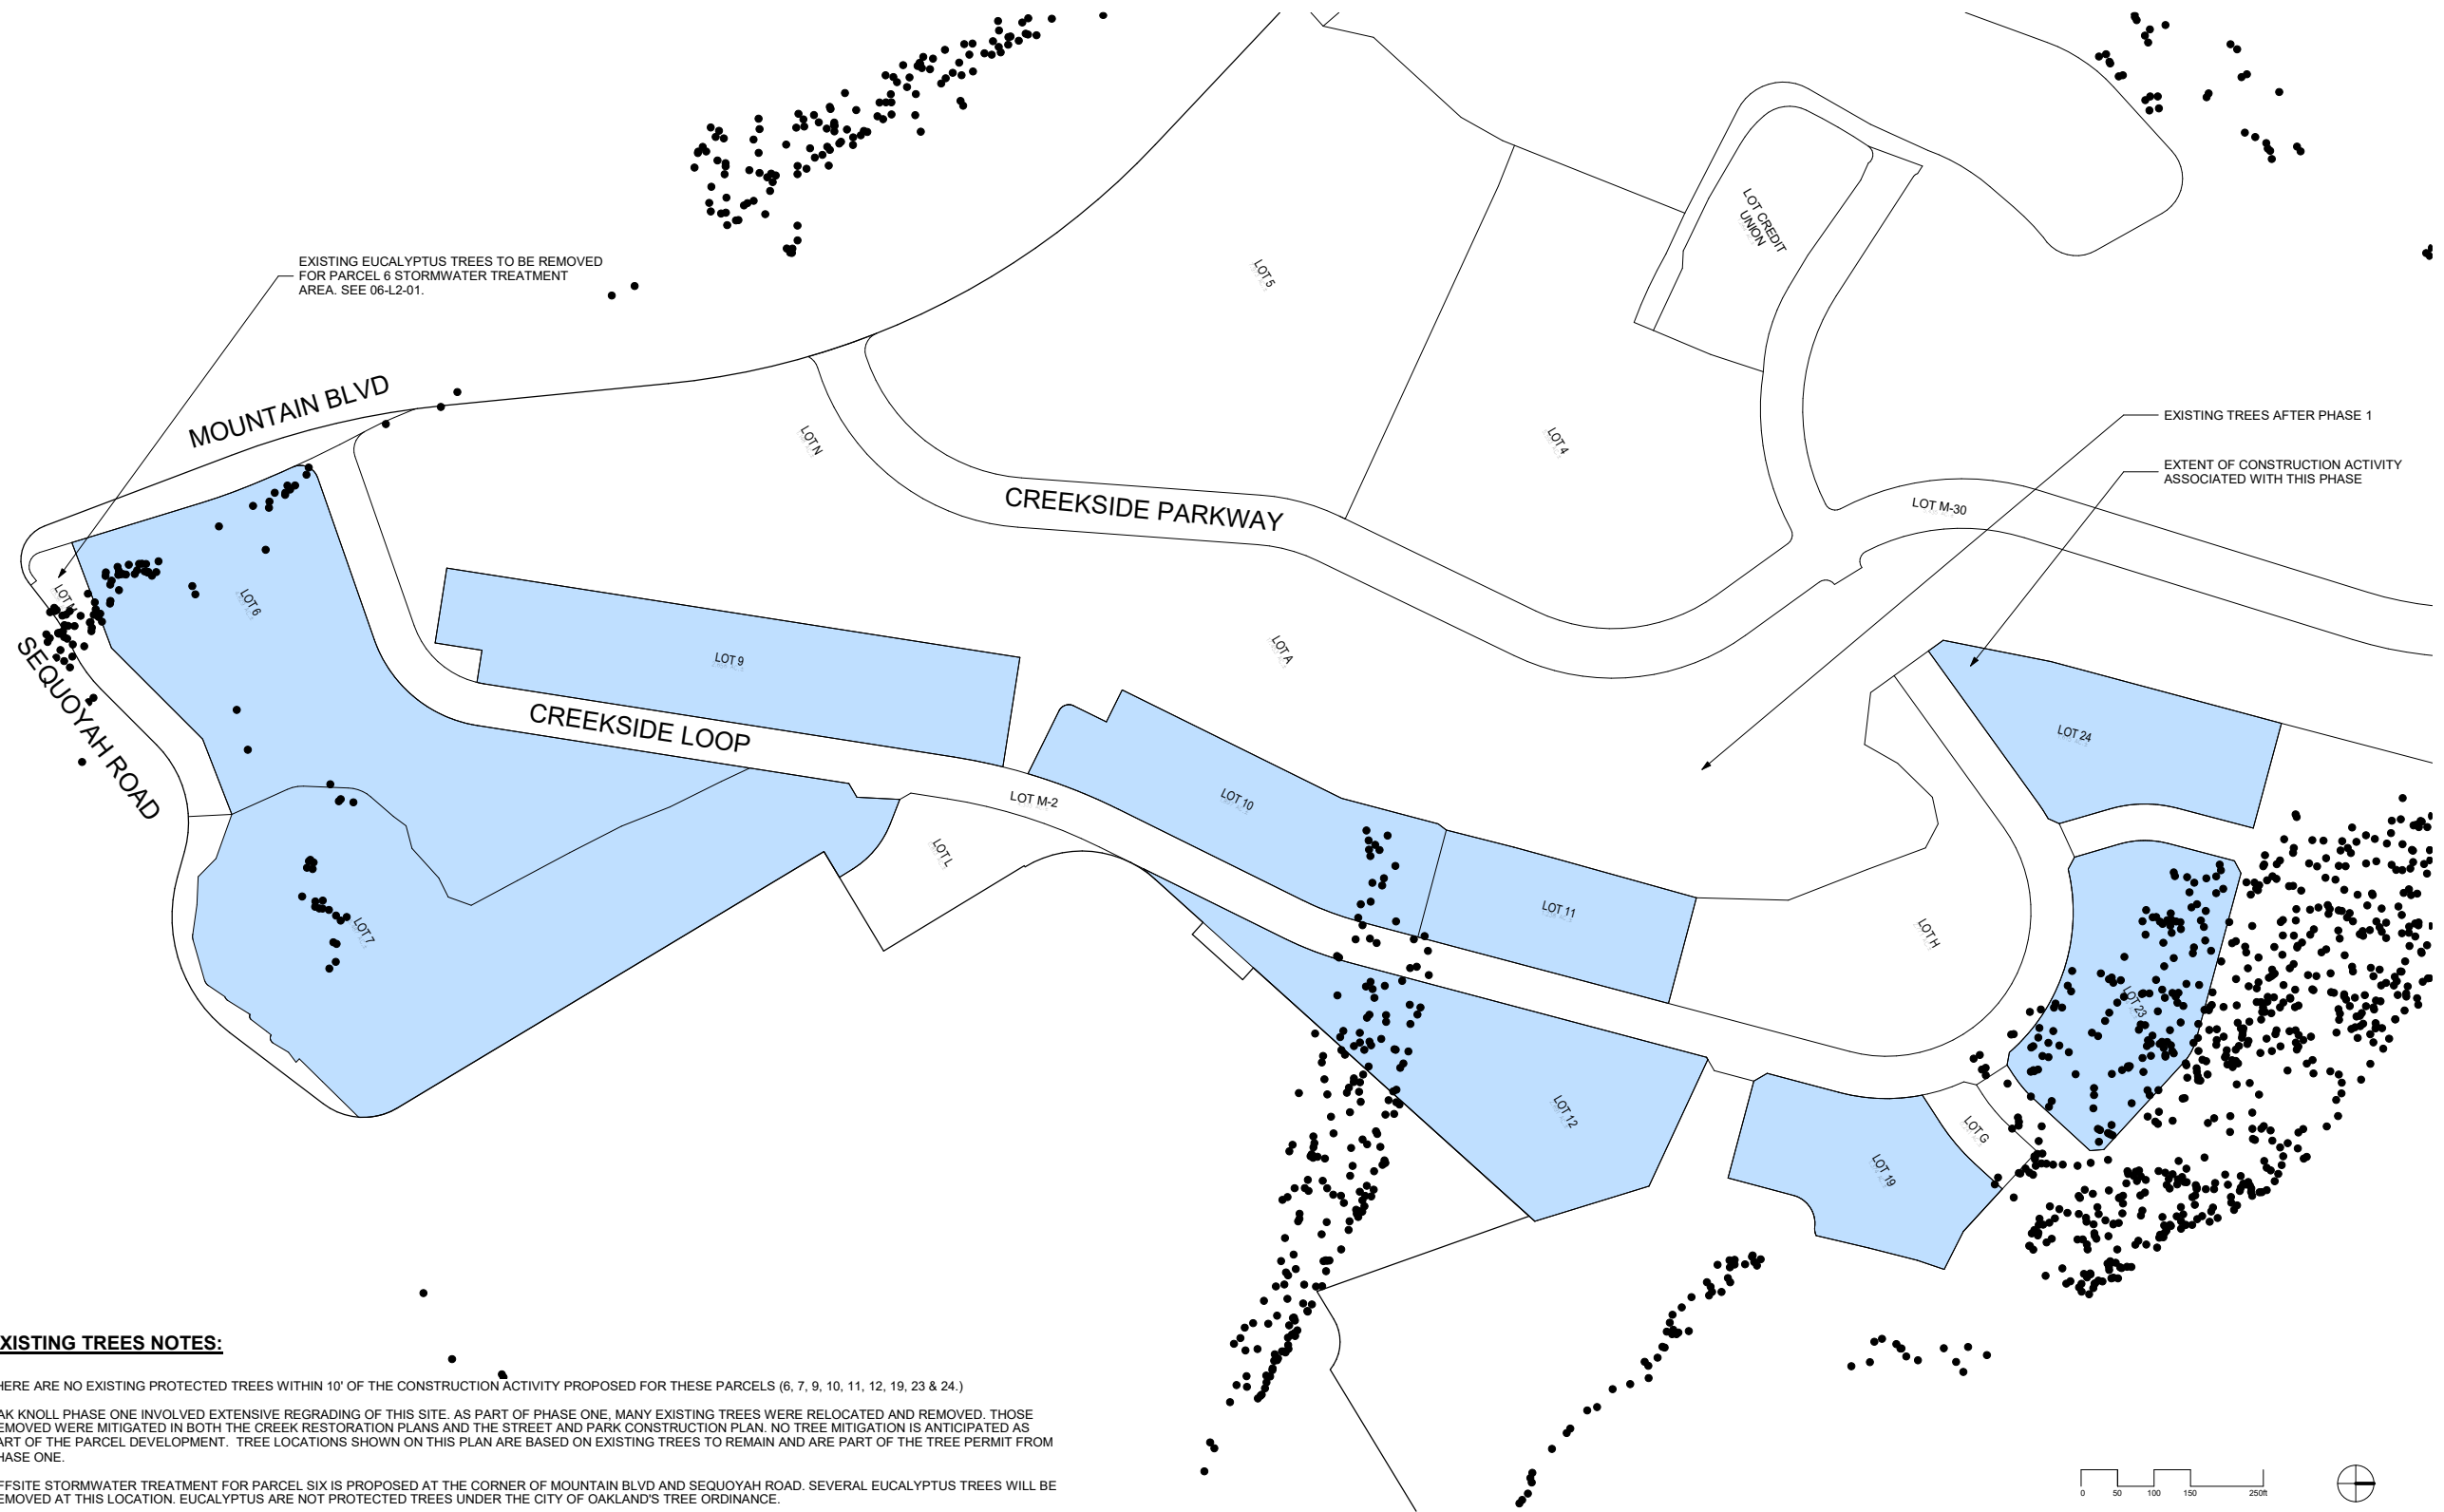 EXISTING EUCALYPTUS TREES TO BE REMOVED
FOR PARCEL 6 STORMWATER TREATMENT
AREA. SEE 06-L2-01.
LOT CREDIT
UNION
LOT 5
MOUNTAIN BLVD
LOT N
LOT 4
EXISTING TREES AFTER PHASE 1
EXTENT OF CONSTRUCTION ACTIVITY
ASSOCIATED WITH THIS PHASE
CREEKSIDE PARKWAY
LOT M-30
LOT 6
SEQUOYAH ROAD
LOT 9
LOT A
CREEKSIDE LOOP
LOT 24
LOT M-2
LOT 10
LOT L
LOT 11
LOT 7
LOT H
LOT 23
LOT 12
LOT G
LOT 19
XISTING TREES NOTES:
HERE ARE NO EXISTING PROTECTED TREES WITHIN 10' OF THE CONSTRUCTION ACTIVITY PROPOSED FOR THESE PARCELS (6, 7, 9, 10, 11, 12, 19, 23 & 24.)
AK KNOLL PHASE ONE INVOLVED EXTENSIVE REGRADING OF THIS SITE. AS PART OF PHASE ONE, MANY EXISTING TREES WERE RELOCATED AND REMOVED. THOSE
EMOVED WERE MITIGATED IN BOTH THE CREEK RESTORATION PLANS AND THE STREET AND PARK CONSTRUCTION PLAN. NO TREE MITIGATION IS ANTICIPATED AS
ART OF THE PARCEL DEVELOPMENT. TREE LOCATIONS SHOWN ON THIS PLAN ARE BASED ON EXISTING TREES TO REMAIN AND ARE PART OF THE TREE PERMIT FROM
HASE ONE.
FFSITE STORMWATER TREATMENT FOR PARCEL SIX IS PROPOSED AT THE CORNER OF MOUNTAIN BLVD AND SEQUOYAH ROAD. SEVERAL EUCALYPTUS TREES WILL BE
EMOVED AT THIS LOCATION. EUCALYPTUS ARE NOT PROTECTED TREES UNDER THE CITY OF OAKLAND'S TREE ORDINANCE.
0 50 100 150 250ft